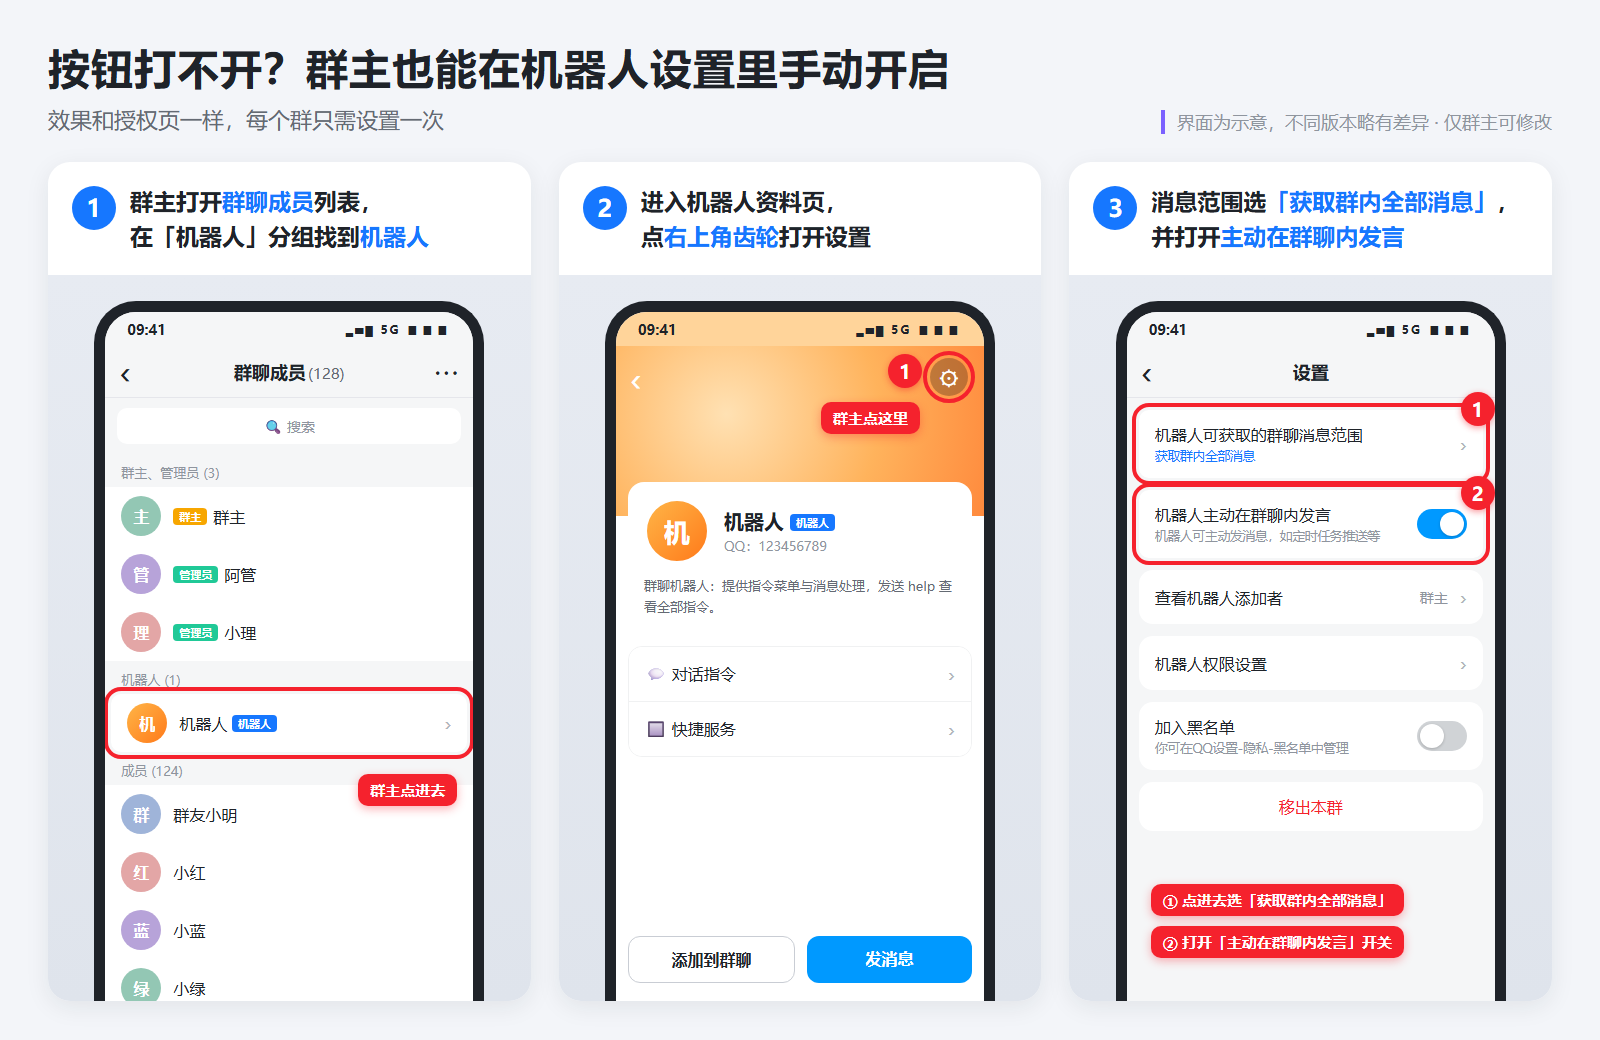 按钮打不开？群主也能在机器人设置里手动开启
效果和授权页一样，每个群只需设置一次
界面为示意，不同版本略有差异 · 仅群主可修改
1
群主打开群聊成员列表，
在「机器人」分组找到机器人
09:41
5G
群聊成员(128)
搜索
群主、管理员 (3)
主 群主 群主
管 管理员 阿管
理 管理员 小理
机器人 (1)
机 机器人 机器人
成员 (124)
群主点进去
群 群友小明
红 小红
蓝 小蓝
绿 小绿
2
进入机器人资料页，
点右上角齿轮打开设置
09:41
5G
1
群主点这里
机 机器人 机器人
QQ：123456789
群聊机器人：提供指令菜单与消息处理，发送 help 查
看全部指令。
对话指令
快捷服务
添加到群聊 发消息
3
消息范围选「获取群内全部消息」，
并打开主动在群聊内发言
09:41
5G
设置
1
机器人可获取的群聊消息范围
获取群内全部消息
2
机器人主动在群聊内发言
机器人可主动发消息，如定时任务推送等
查看机器人添加者 群主
机器人权限设置
加入黑名单
你可在QQ设置-隐私-黑名单中管理
移出本群
① 点进去选「获取群内全部消息」
② 打开「主动在群聊内发言」开关